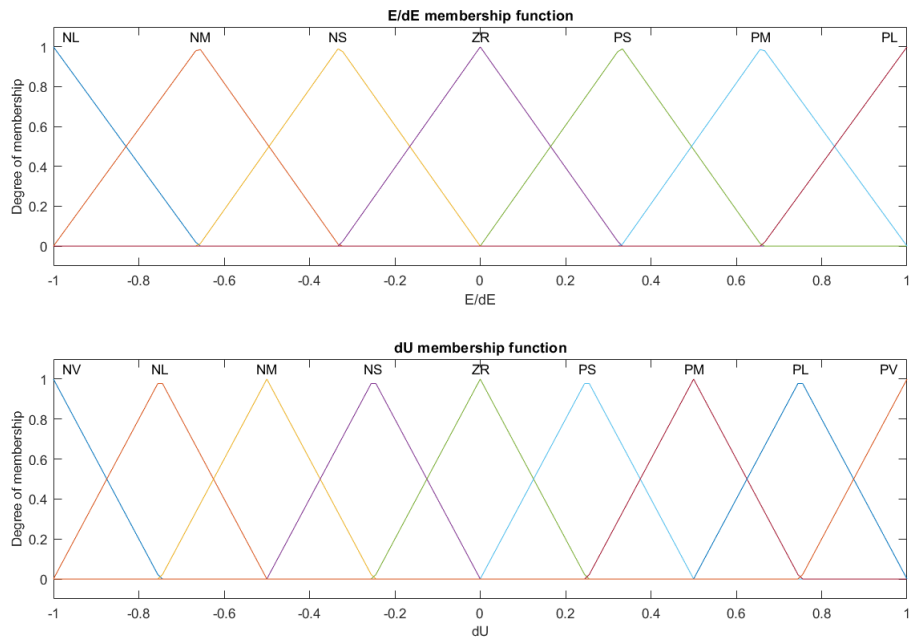 E/dE membership function
NL NM NS ZR PS PM PL
1
0.8
0.6
0.4
0.2
0
Degree of membership
-1 -0.8 -0.6 -0.4 -0.2 0 0.2 0.4 0.6 0.8 1
E/dE
dU membership function
NV NL NM NS ZR PS PM PL PV
1
0.8
0.6
0.4
0.2
0
Degree of membership
-1 -0.8 -0.6 -0.4 -0.2 0 0.2 0.4 0.6 0.8 1
dU